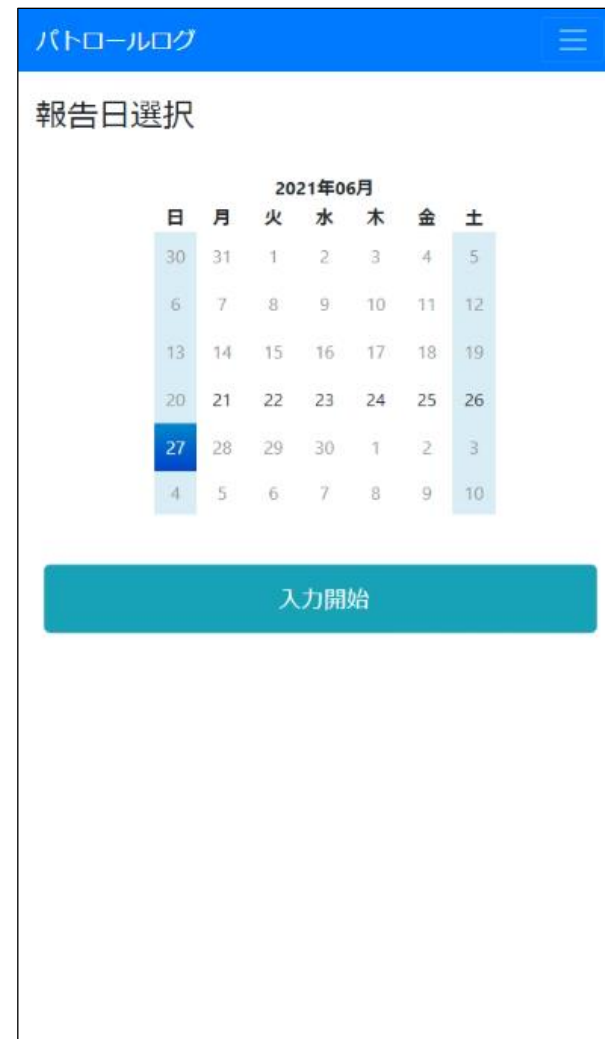 パトロールログ
報告日選択
2021年06月
日 月 火 水 木 金 土
30 31 1 2 3 4 5
6 7 8 9 10 11 12
13 14 15 16 17 18 19
20 21 22 23 24 25 26
27 28 29 30 1 2 3
4 5 6 7 8 9 10
入力開始